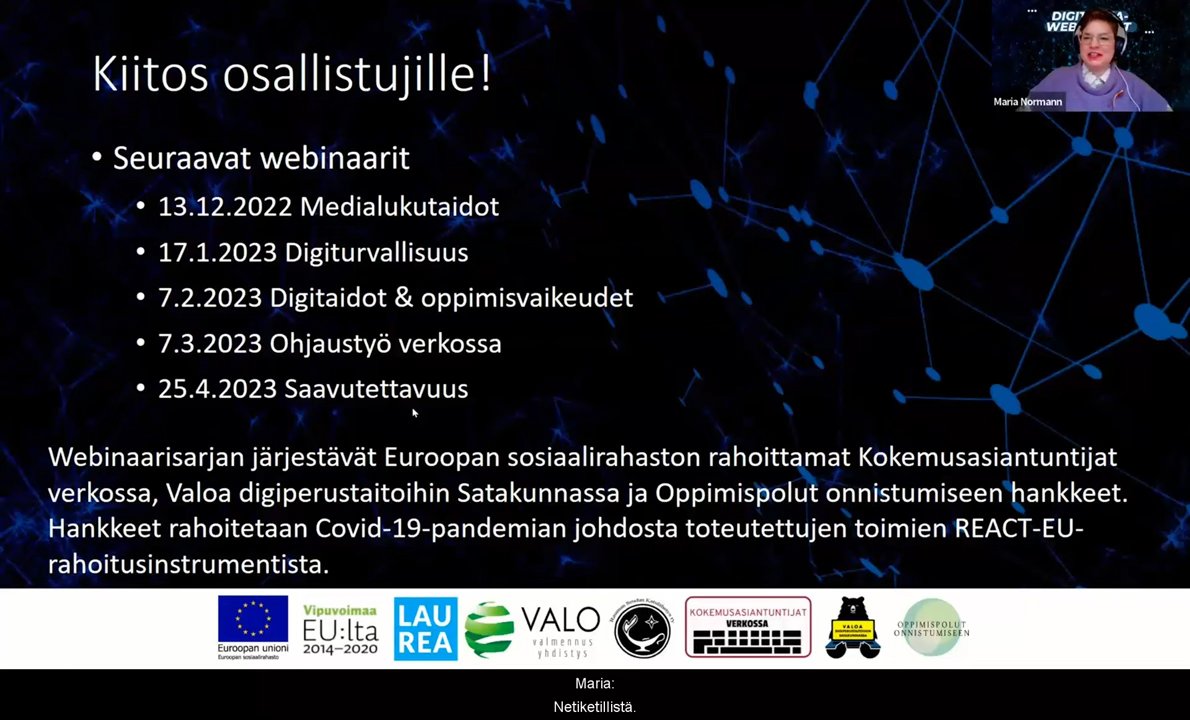 Kiitos osallistujille!
Maria Normann
• Seuraavat webinaarit
• 13.12.2022 Medialukutaidot
• 17.1.2023 Digiturvallisuus
• 7.2.2023 Digitaidot & oppimisvaikeudet
• 7.3.2023 Ohjaustyö verkossa
• 25.4.2023 Saavutettavuus
Webinaarisarjan järjestävät Euroopan sosiaalirahaston rahoittamat Kokemusasiantuntijat
verkossa, Valoa digiperustaitoihin Satakunnassa ja Oppimispolut onnistumiseen hankkeet.
Hankkeet rahoitetaan Covid-19-pandemian johdosta toteutettujen toimien REACT-EU-
rahoitusinstrumentista.
Euroopan unioni
Euroopan sosiaalirahasto
Vipuvoimaa
EU:lta
2014–2020
LAU
REA
VALO
valmennus
yhdistys
KOKEMUSASIANTUNTIJAT
VERKOSSA
VALOA
OPPIMISPOLUT
ONNISTUMISEEN
Maria:
Netiketillistä.